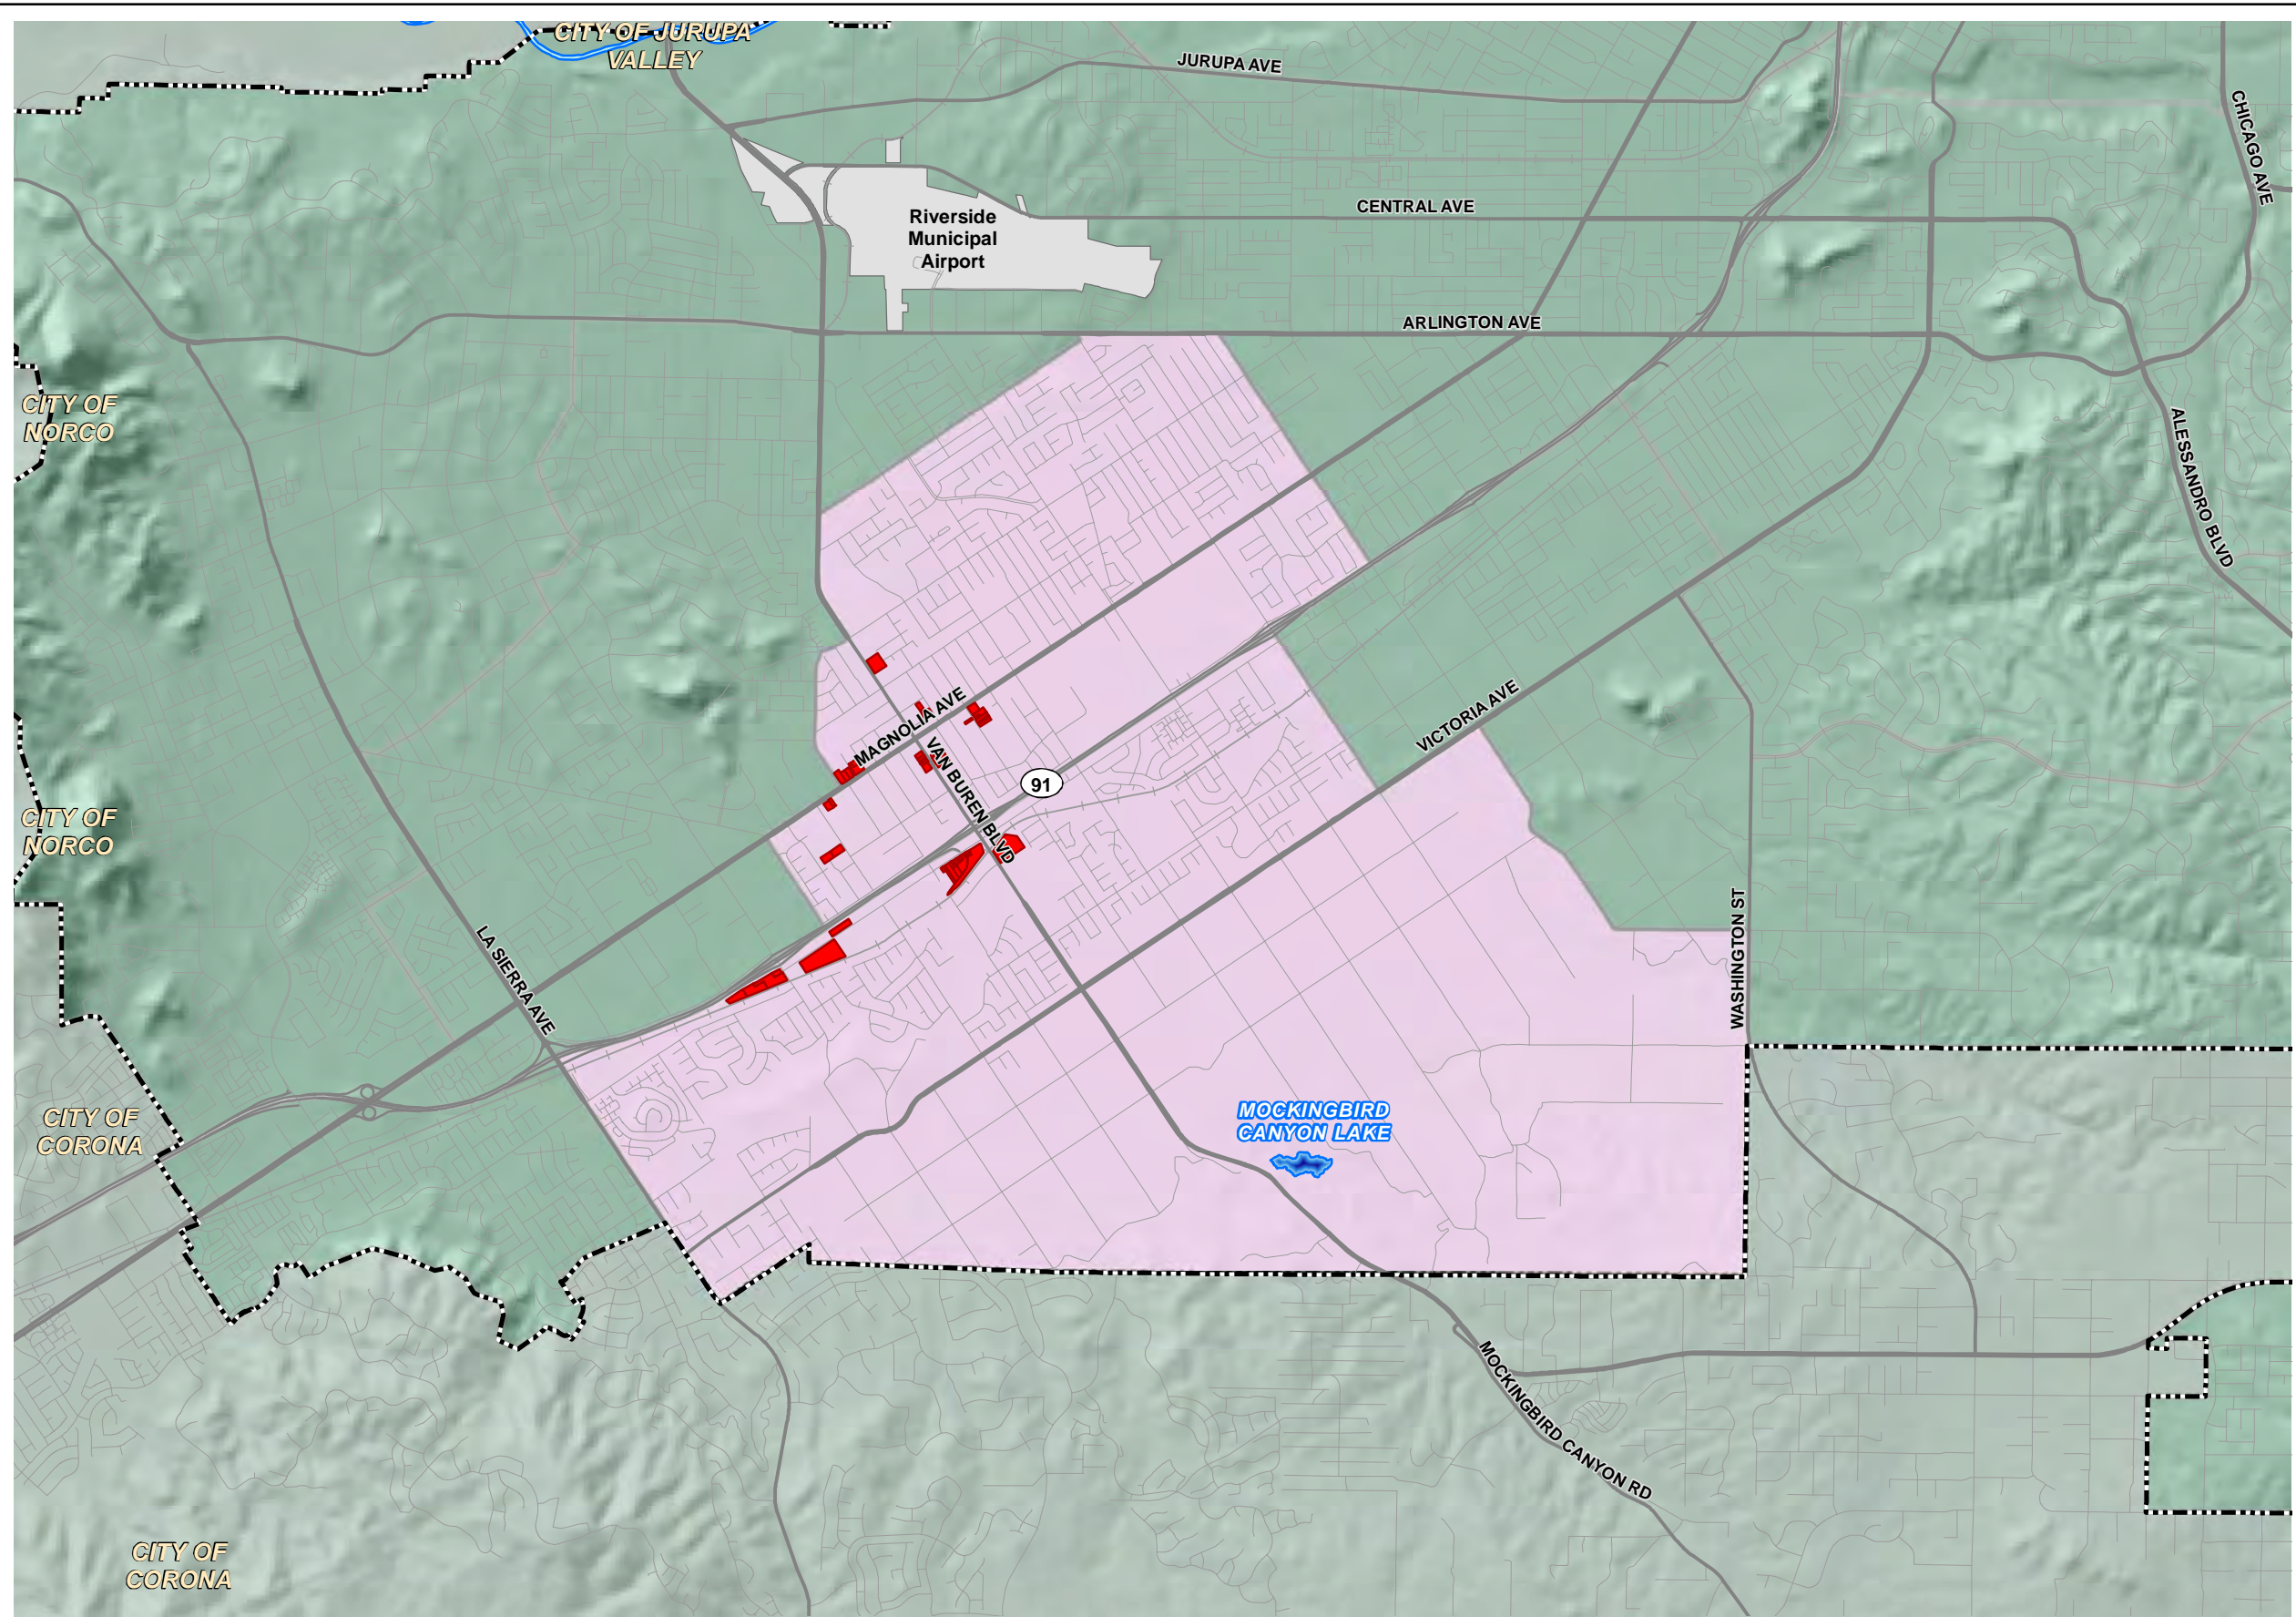 CITY OF JURUPA
VALLEY
JURUPA AVE
CHICAGO AVE
Riverside
Municipal
Airport
CENTRAL AVE
ARLINGTON AVE
CITY OF
NORCO
ALESSANDRO BLVD
MAGNOLIA AVE
VICTORIA AVE
VAN BUREN BLVD
91
CITY OF
NORCO
LA SIERRA AVE
WASHINGTON ST
CITY OF
CORONA
MOCKINGBIRD
CANYON LAKE
MOCKINGBIRD CANYON RD
CITY OF
CORONA